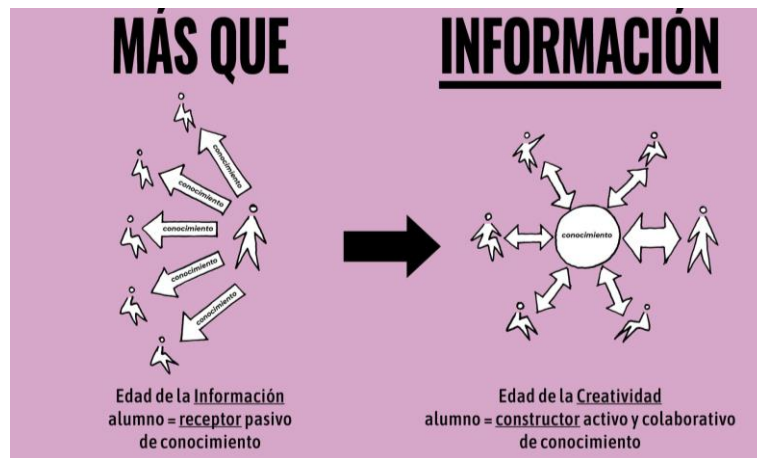 MÁS QUE
INFORMACIÓN
conocimiento
conocimiento
conocimiento
conocimiento
conocimiento
Edad de la Información
alumno = receptor pasivo
de conocimiento
conocimiento
Edad de la Creatividad
alumno = constructor activo y colaborativo
de conocimiento